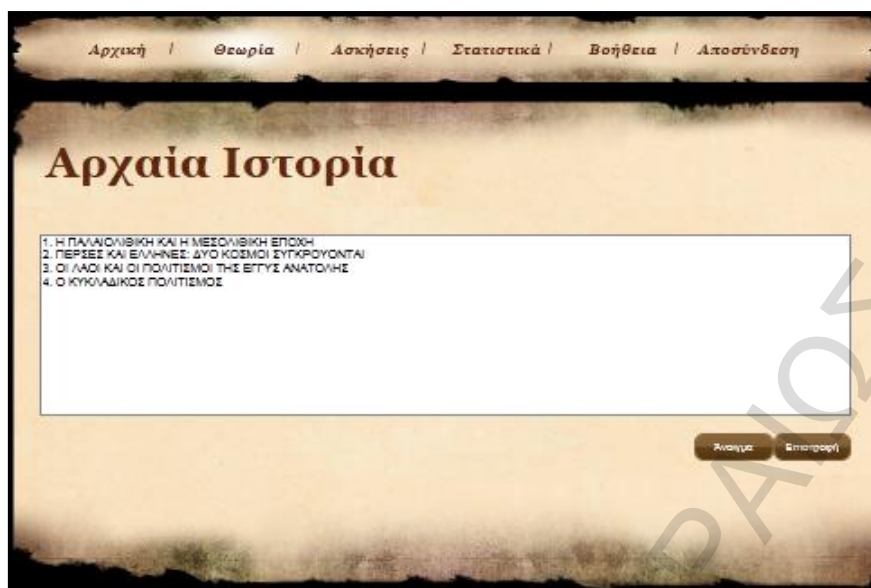 Αρχική / Θεωρία / Ασκήσεις / Στατιστικά / Βοήθεια / Αποσύνδεση
Αρχαία Ιστορία
1. Η ΠΑΛΑΙΟΛΙΘΙΚΗ ΚΑΙ Η ΜΕΣΟΛΙΘΙΚΗ ΕΠΟΧΗ
2. ΠΕΡΣΕΣ ΚΑΙ ΕΛΛΗΝΕΣ: ΔΥΟ ΚΟΣΜΟΙ ΣΥΓΚΡΟΥΟΝΤΑΙ
3. ΟΙ ΛΑΟΙ ΚΑΙ ΟΙ ΠΟΛΙΤΙΣΜΟΙ ΤΗΣ ΕΓΓΥΣ ΑΝΑΤΟΛΗΣ
4. Ο ΚΥΚΛΑΔΙΚΟΣ ΠΟΛΙΤΙΣΜΟΣ
Άνοιγμα Επιστροφή
ΡΑΙΩΣ